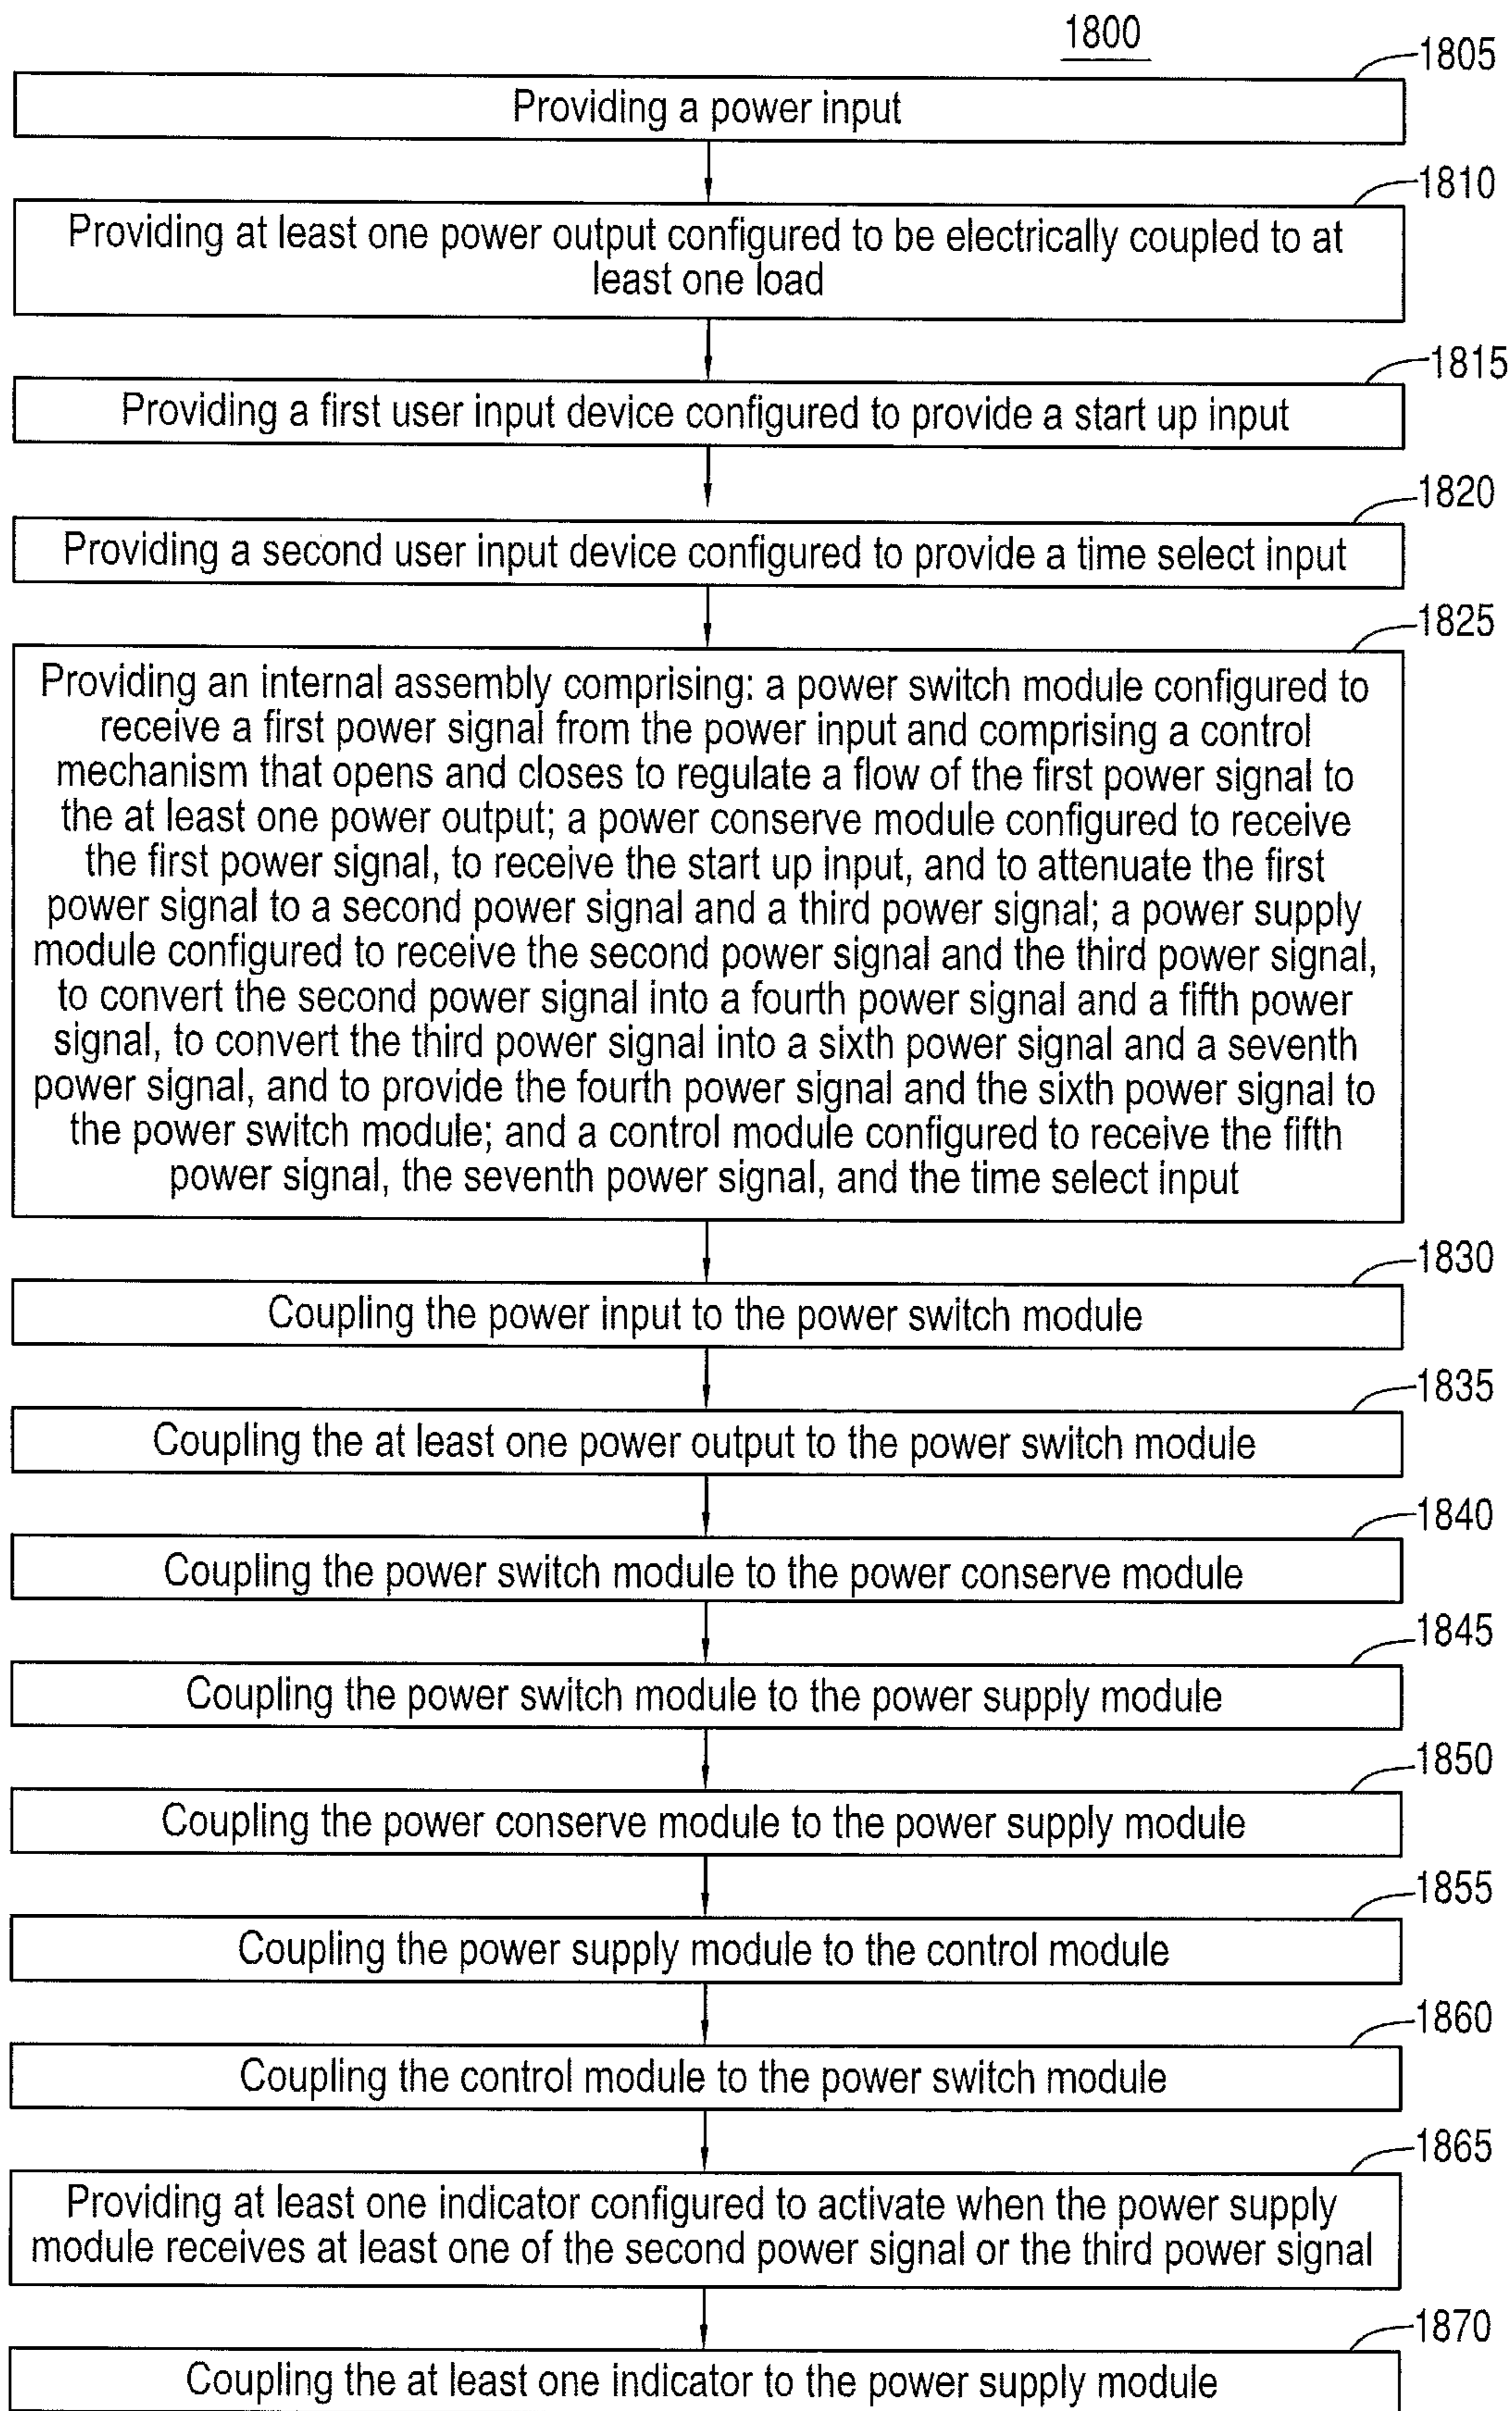 1800
1805
Providing a power input
1810
Providing at least one power output configured to be electrically coupled to at
least one load
1815
Providing a first user input device configured to provide a start up input
1820
Providing a second user input device configured to provide a time select input
1825
Providing an internal assembly comprising: a power switch module configured to
receive a first power signal from the power input and comprising a control
mechanism that opens and closes to regulate a flow of the first power signal to
the at least one power output; a power conserve module configured to receive
the first power signal, to receive the start up input, and to attenuate the first
power signal to a second power signal and a third power signal; a power supply
module configured to receive the second power signal and the third power signal,
to convert the second power signal into a fourth power signal and a fifth power
signal, to convert the third power signal into a sixth power signal and a seventh
power signal, and to provide the fourth power signal and the sixth power signal to
the power switch module; and a control module configured to receive the fifth
power signal, the seventh power signal, and the time select input
1830
Coupling the power input to the power switch module
1835
Coupling the at least one power output to the power switch module
1840
Coupling the power switch module to the power conserve module
1845
Coupling the power switch module to the power supply module
1850
Coupling the power conserve module to the power supply module
1855
Coupling the power supply module to the control module
1860
Coupling the control module to the power switch module
1865
Providing at least one indicator configured to activate when the power supply
module receives at least one of the second power signal or the third power signal
1870
Coupling the at least one indicator to the power supply module